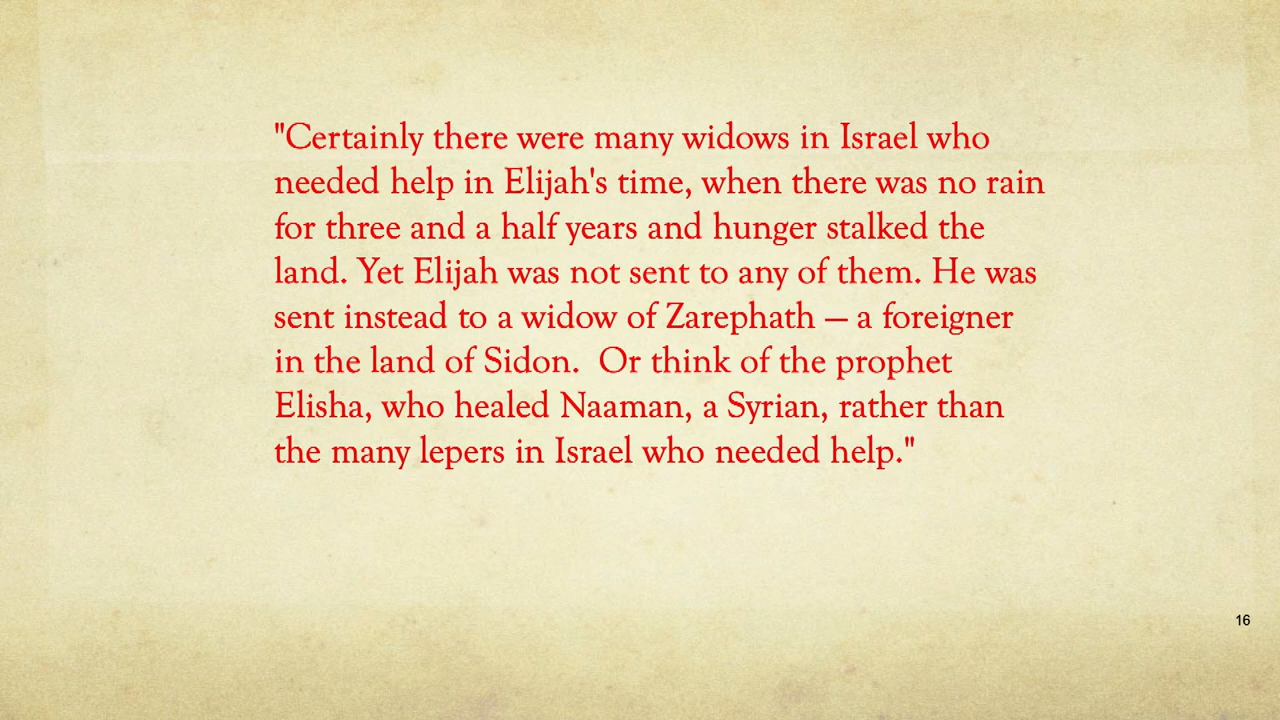 "Certainly there were many widows in Israel who
needed help in Elijah's time, when there was no rain
for three and a half years and hunger stalked the
land. Yet Elijah was not sent to any of them. He was
sent instead to a widow of Zarephath — a foreigner
in the land of Sidon.  Or think of the prophet
Elisha, who healed Naaman, a Syrian, rather than
the many lepers in Israel who needed help."
16